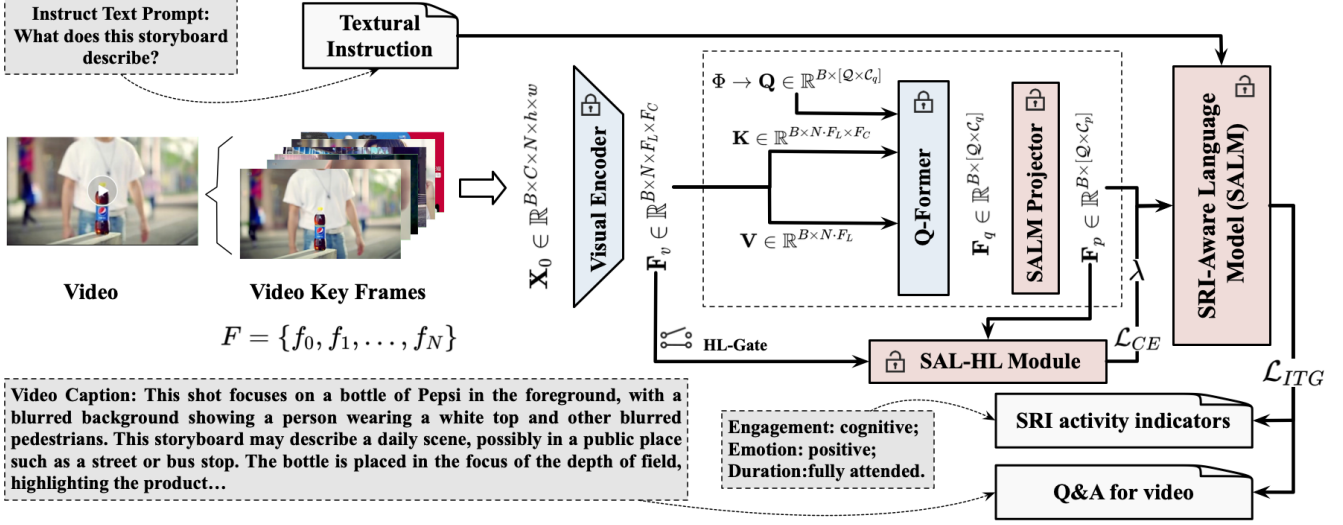 Instruct Text Prompt:
What does this storyboard
describe?
Textural
Instruction
Video
Video Key Frames
F = {f_0, f_1, . . . , f_N}
X_0 ∈ ℝ^{B×C×N×h×w}
Visual Encoder
F_v ∈ ℝ^{B×N×F_L×F_C}
Φ → Q ∈ ℝ^{B×[𝒬×𝒞_q]}
K ∈ ℝ^{B×N·F_L×F_C}
V ∈ ℝ^{B×N·F_L}
Q-Former
F_q ∈ ℝ^{B×[𝒬×𝒞_q]}
SALM Projector
F_p ∈ ℝ^{B×[𝒬×𝒞_p]}
λ
SRI-Aware Language
Model (SALM)
HL-Gate
SAL-HL Module
ℒ_{CE}
ℒ_{ITG}
Video Caption: This shot focuses on a bottle of Pepsi in the foreground, with a
blurred background showing a person wearing a white top and other blurred
pedestrians. This storyboard may describe a daily scene, possibly in a public place
such as a street or bus stop. The bottle is placed in the focus of the depth of field,
highlighting the product…
Engagement: cognitive;
Emotion: positive;
Duration:fully attended.
SRI activity indicators
Q&A for video